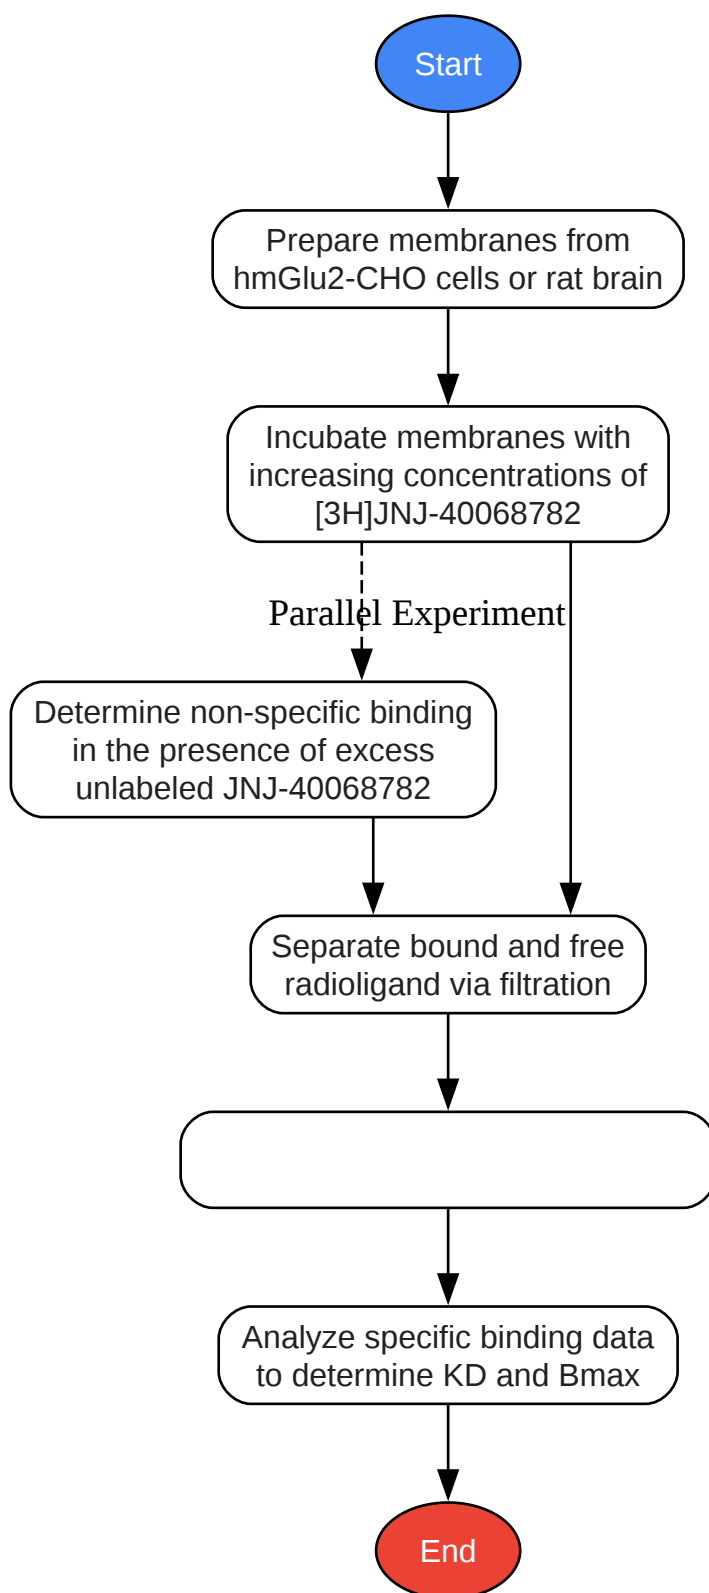 Start
Prepare membranes from
hmGlu2-CHO cells or rat brain
Incubate membranes with
increasing concentrations of
[3H]JNJ-40068782
Parallel Experiment
Determine non-specific binding
in the presence of excess
unlabeled JNJ-40068782
Separate bound and free
radioligand via filtration
Analyze specific binding data
to determine KD and Bmax
End